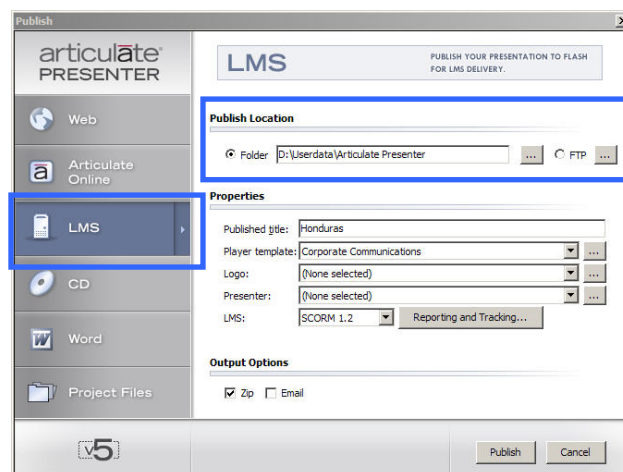 Publish
articulate
PRESENTER
Web
Articulate
Online
LMS
CD
Word
Project Files
v5
LMS
PUBLISH YOUR PRESENTATION TO FLASH
FOR LMS DELIVERY.
Publish Location
Folder D:\Userdata\Articulate Presenter ... FTP ...
Properties
Published title: Honduras
Player template: Corporate Communications ...
Logo: (None selected) ...
Presenter: (None selected) ...
LMS: SCORM 1.2 Reporting and Tracking...
Output Options
Zip Email
Publish Cancel